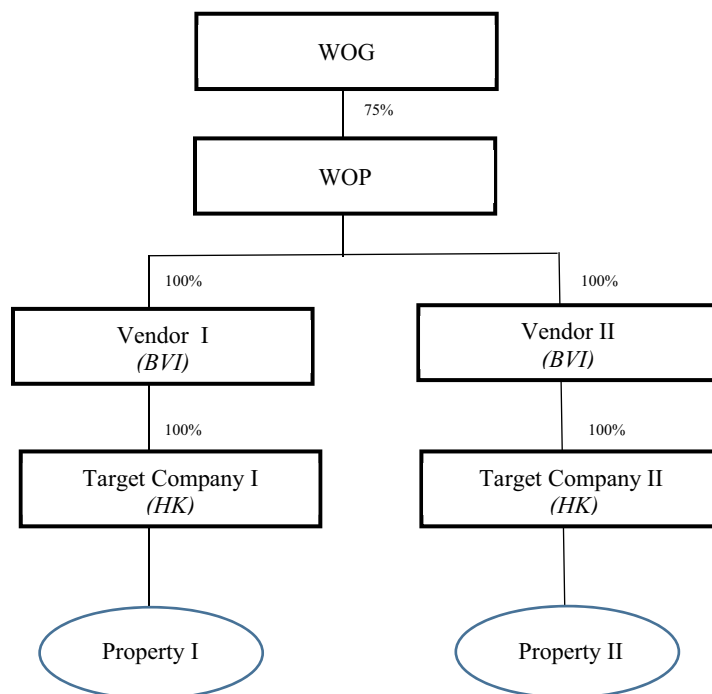 WOG
75%
WOP
100%
100%
Vendor I
(BVI)
Vendor II
(BVI)
100%
100%
Target Company I
(HK)
Target Company II
(HK)
Property I
Property II